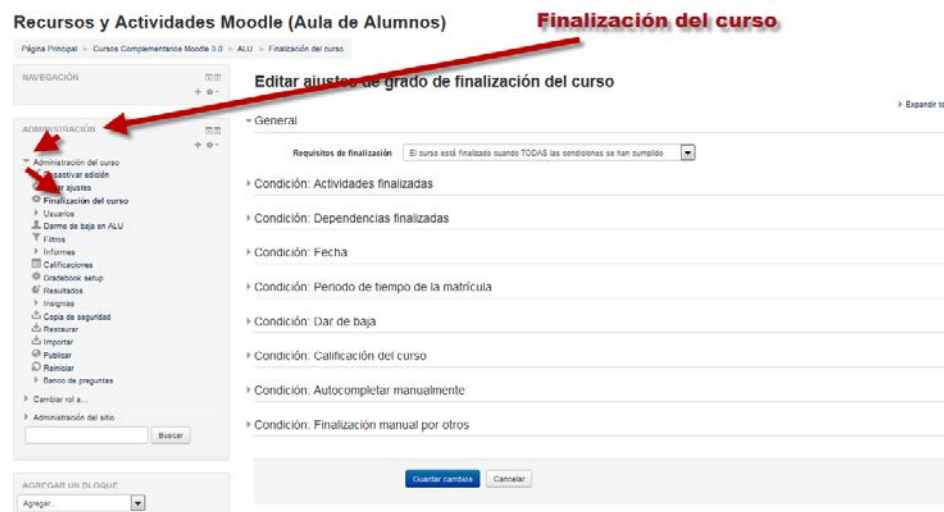 Recursos y Actividades Moodle (Aula de Alumnos)
Finalización del curso
Página Principal
Cursos Complementarios Moodle 3.0
ALU
Finalización del curso
NAVEGACIÓN
Editar ajustes de grado de finalización del curso
Expandir
General
ADMINISTRACIÓN
Requisitos de finalización
El curso está finalizado cuando TODAS las condiciones se han cumplido
Administración del curso
Desactivar edición
ajustes
Finalización del curso
Usuarios
Darme de baja en ALU
Filtros
Informes
Calificaciones
Gradebook setup
Resultados
Insignias
Copia de seguridad
Restaurar
Importar
Publicar
Reiniciar
Banco de preguntas
Cambiar rol a...
Administración del sitio
Buscar
Condición: Actividades finalizadas
Condición: Dependencias finalizadas
Condición: Fecha
Condición: Periodo de tiempo de la matrícula
Condición: Dar de baja
Condición: Calificación del curso
Condición: Autocompletar manualmente
Condición: Finalización manual por otros
Guardar cambios
Cancelar
AGREGAR UN BLOQUE
Agregar...